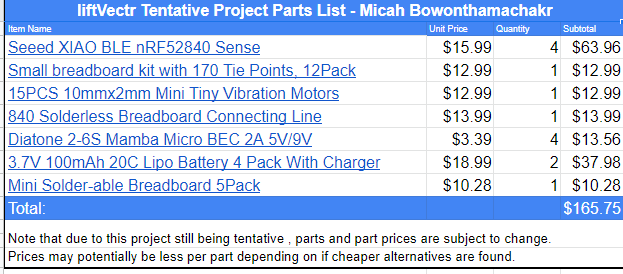 liftVectr Tentative Project Parts List - Micah Bowonthamachakr
Item Name Unit Price Quantity Subtotal
Seeed XIAO BLE nRF52840 Sense $15.99 4 $63.96
Small breadboard kit with 170 Tie Points, 12Pack $12.99 1 $12.99
15PCS 10mmx2mm Mini Tiny Vibration Motors $12.99 1 $12.99
840 Solderless Breadboard Connecting Line $13.99 1 $13.99
Diatone 2-6S Mamba Micro BEC 2A 5V/9V $3.39 4 $13.56
3.7V 100mAh 20C Lipo Battery 4 Pack With Charger $18.99 2 $37.98
Mini Solder-able Breadboard 5Pack $10.28 1 $10.28
Total: $165.75
Note that due to this project still being tentative , parts and part prices are subject to change.
Prices may potentially be less per part depending on if cheaper alternatives are found.